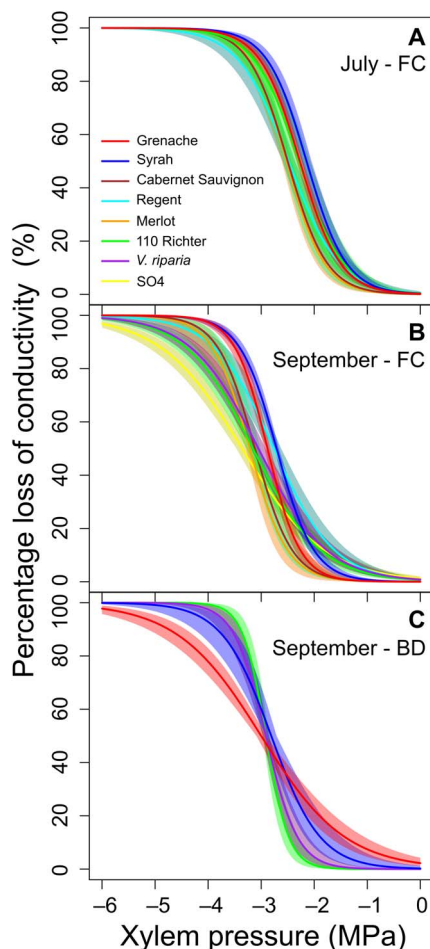 Percentage loss of conductivity (%)
A
July - FC
100
80
60
40
20
0
Grenache
Syrah
Cabernet Sauvignon
Regent
Merlot
110 Richter
V. riparia
SO4
B
September - FC
100
80
60
40
20
0
C
September - BD
100
80
60
40
20
0
–6 –5 –4 –3 –2 –1 0
Xylem pressure (MPa)